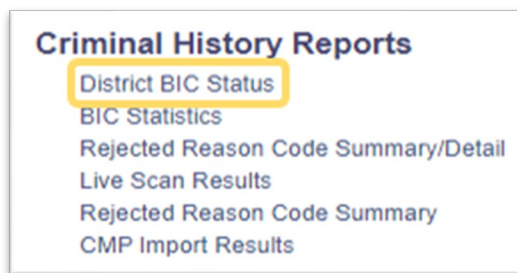 Criminal History Reports
District BIC Status
BIC Statistics
Rejected Reason Code Summary/Detail
Live Scan Results
Rejected Reason Code Summary
CMP Import Results